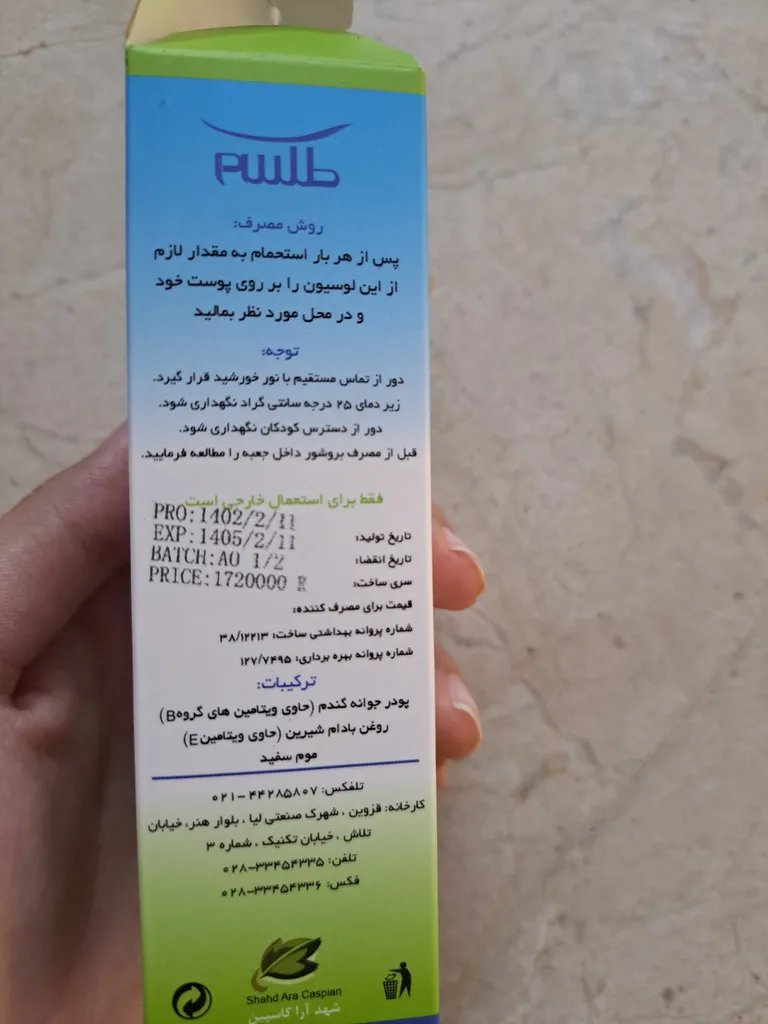 طلسم
روش مصرف:
پس از هر بار استحمام به مقدار لازم
از این لوسیون را بر روی پوست خود
و در محل مورد نظر بمالید
توجه:
دور از تماس مستقیم با نور خورشید قرار گیرد.
زیر دمای ۲۵ درجه سانتی گراد نگهداری شود.
دور از دسترس کودکان نگهداری شود.
قبل از مصرف بروشور داخل جعبه را مطالعه فرمایید.
فقط برای استعمال خارجی است
PRO:1402/2/11
تاریخ تولید:
EXP:1405/2/11
تاریخ انقضا:
BATCH:A0 1/2
سری ساخت:
PRICE:1720000 R
قیمت برای مصرف کننده:
شماره پروانه بهداشتی ساخت: ۳۸/۱۲۲۱۳
شماره پروانه بهره برداری: ۱۲۷/۷۴۹۵
ترکیبات:
پودر جوانه گندم (حاوی ویتامین های گروهB)
روغن بادام شیرین (حاوی ویتامینE)
موم سفید
تلفکس: ۴۴۲۸۵۸۰۷-۰۲۱
کارخانه: قزوین ، شهرک صنعتی لیا ، بلوار هنر، خیابان
تلاش ، خیابان تکنیک ، شماره ۳
تلفن: ۳۳۴۵۴۳۳۵-۰۲۸
فکس: ۳۳۴۵۴۳۳۶-۰۲۸
Shahd Ara Caspian
شهد آرا کاسپین